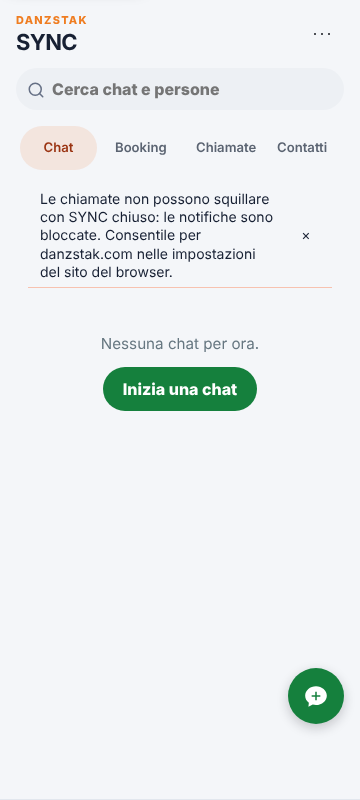 DANZSTAK
SYNC
...
Cerca chat e persone
Chat
Booking
Chiamate
Contatti
Le chiamate non possono squillare
con SYNC chiuso: le notifiche sono
bloccate. Consentile per
danzstak.com nelle impostazioni
del sito del browser.
×
Nessuna chat per ora.
Inizia una chat